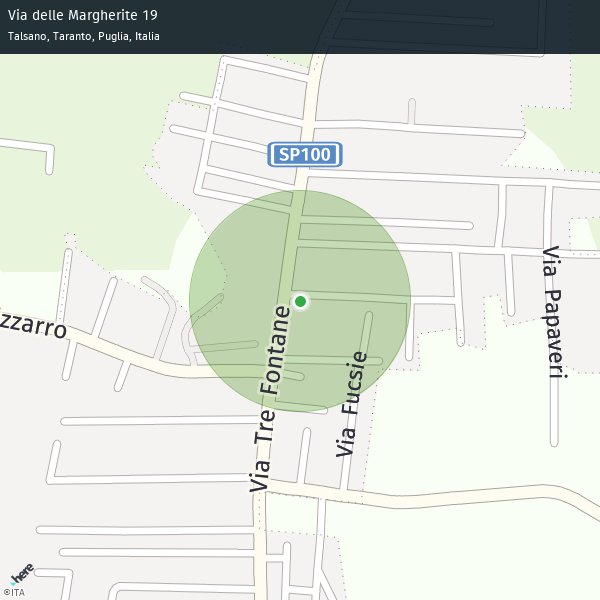 Via delle Margherite 19
Talsano, Taranto, Puglia, Italia
SP100
Via Papaveri
zzarro
Via Tre Fontane
Via Fucsie
here
©ITA